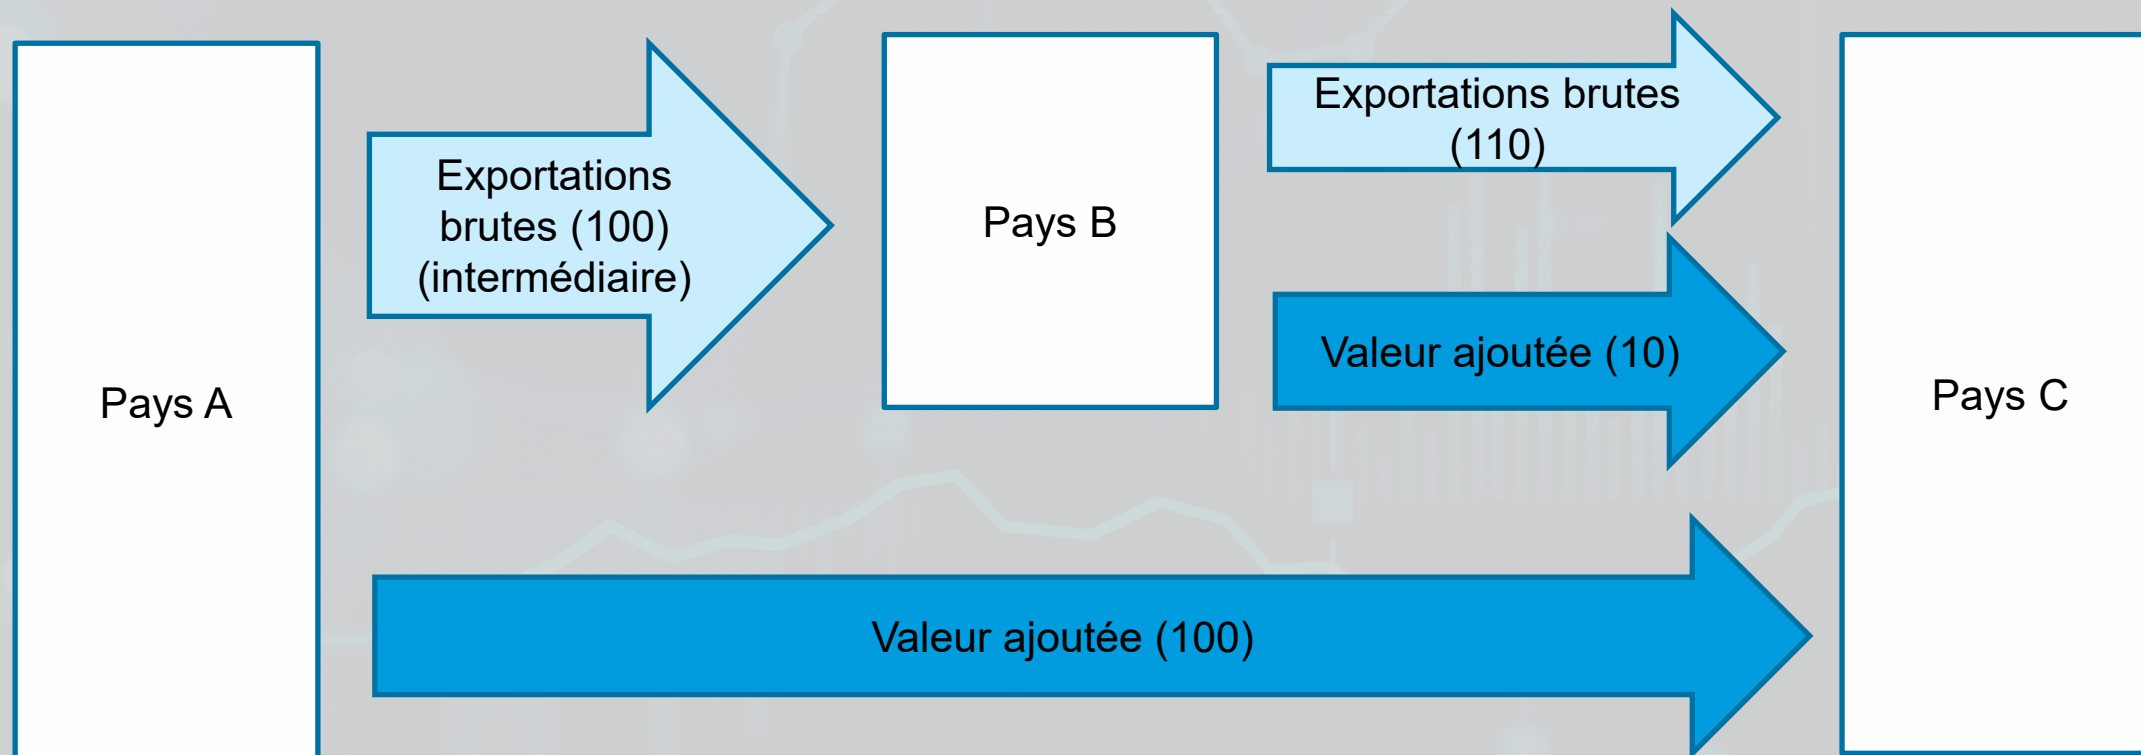 Pays A
Exportations
brutes (100)
(intermédiaire)
Pays B
Exportations brutes
(110)
Valeur ajoutée (10)
Pays C
Valeur ajoutée (100)